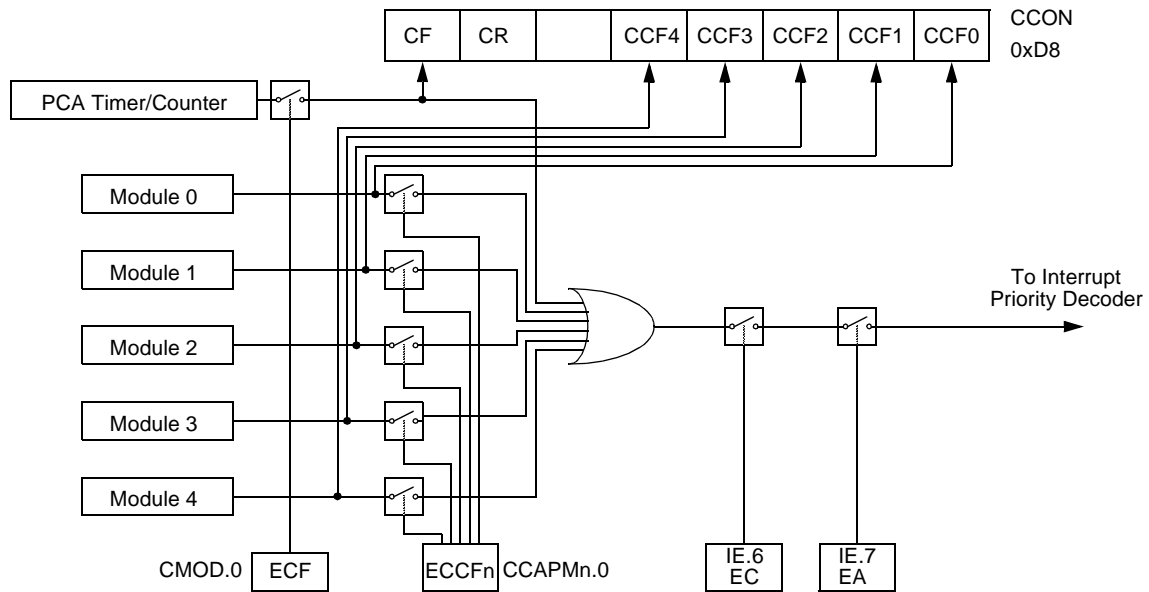 CF CR CCF4 CCF3 CCF2 CCF1 CCF0
CCON
0xD8
PCA Timer/Counter
Module 0
Module 1
Module 2
Module 3
Module 4
To Interrupt
Priority Decoder
CMOD.0 ECF
ECCFn CCAPMn.0
IE.6
EC
IE.7
EA